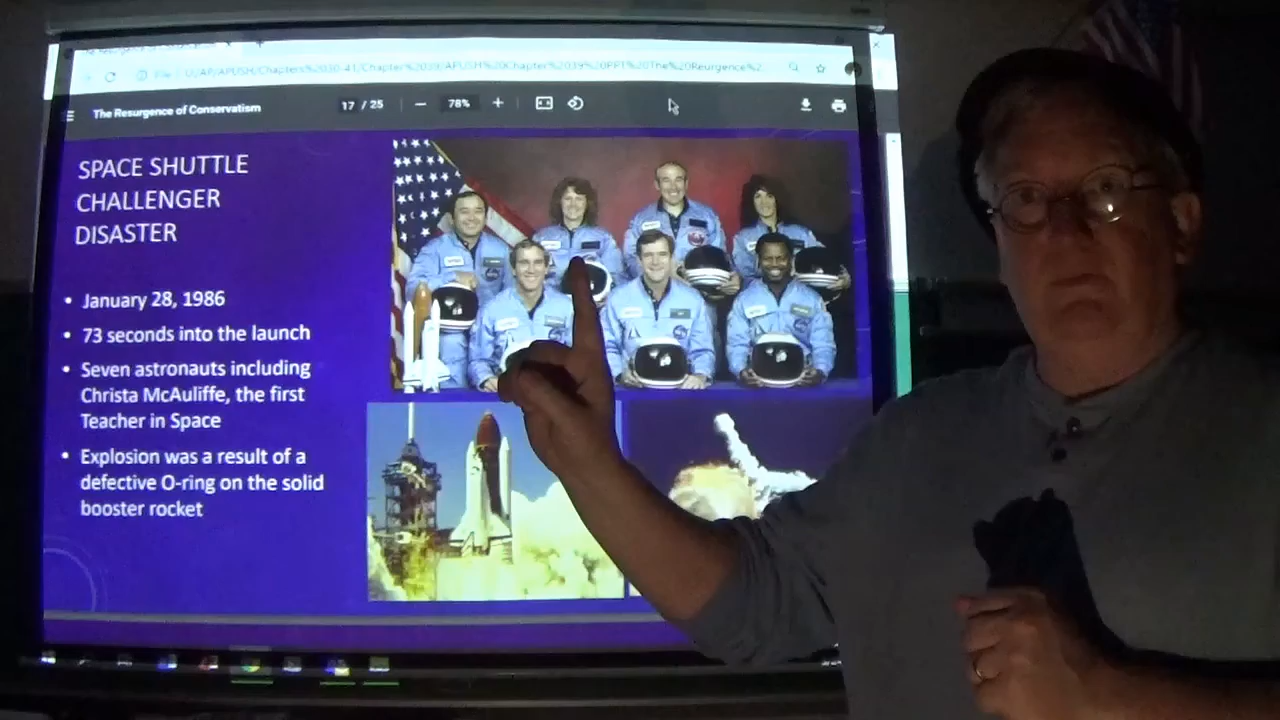 The Resurgence of Conservatism
17 / 25
78%
SPACE SHUTTLE
CHALLENGER
DISASTER
• January 28, 1986
• 73 seconds into the launch
• Seven astronauts including
Christa McAuliffe, the first
Teacher in Space
• Explosion was a result of a
defective O-ring on the solid
booster rocket